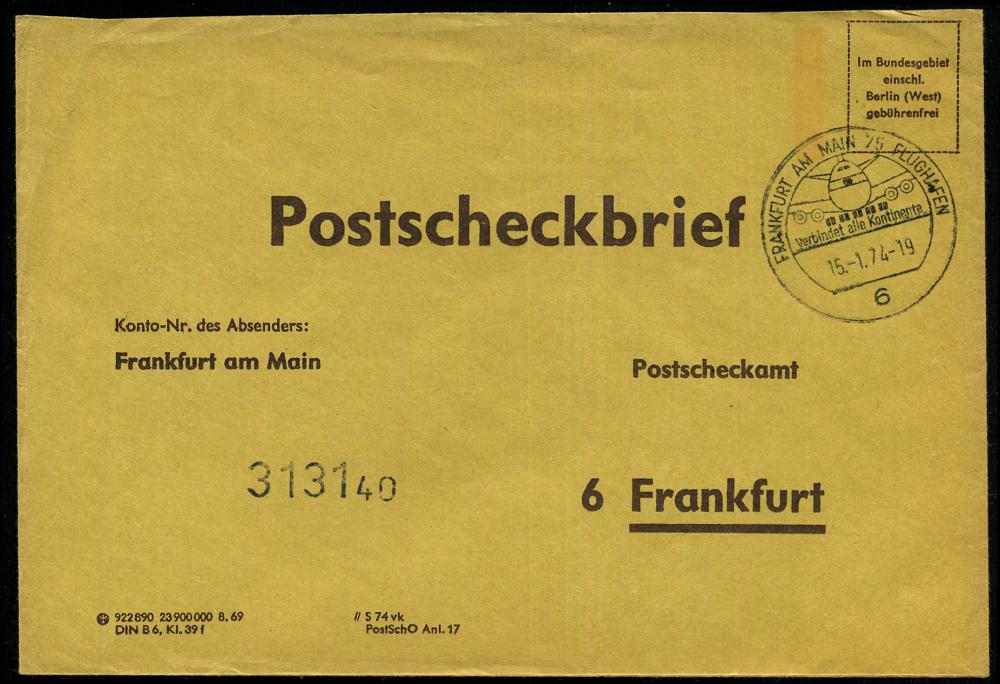 Im Bundesgebiet
einschl.
Berlin (West)
gebührenfrei
FRANKFURT AM MAIN 75 FLUGHAFEN
Verbindet alle Kontinente
15.-1.74-19
6
Postscheckbrief
Konto-Nr. des Absenders:
Frankfurt am Main
Postscheckamt
313140
6 Frankfurt
922890 23900000 8.69
DIN B6, Kl. 39f
// S 74 vk
PostSchO Anl. 17